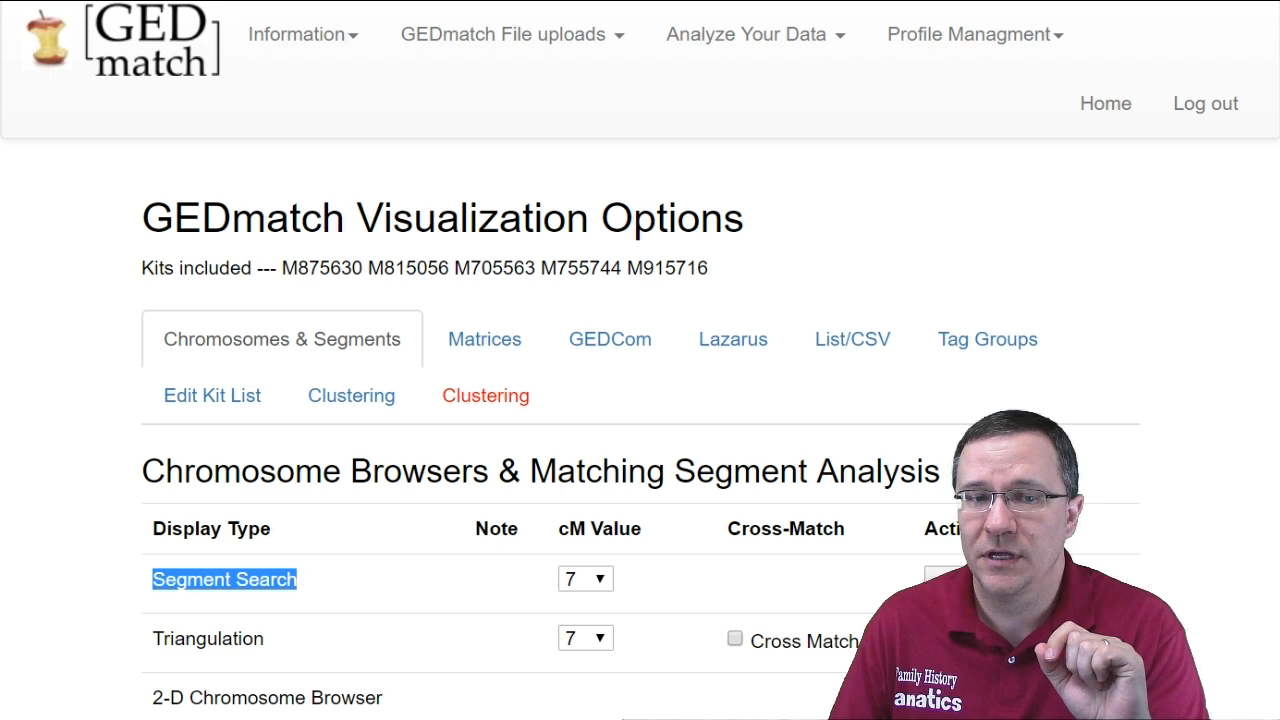 GED
match
Information
GEDmatch File uploads
Analyze Your Data
Profile Managment
Home
Log out
GEDmatch Visualization Options
Kits included --- M875630 M815056 M705563 M755744 M915716
Chromosomes & Segments
Matrices
GEDCom
Lazarus
List/CSV
Tag Groups
Edit Kit List
Clustering
Clustering
Chromosome Browsers & Matching Segment Analysis
Display Type
Note
cM Value
Cross-Match
Acti
Segment Search
7
Triangulation
7
Cross Match
2-D Chromosome Browser
Family History
anatics